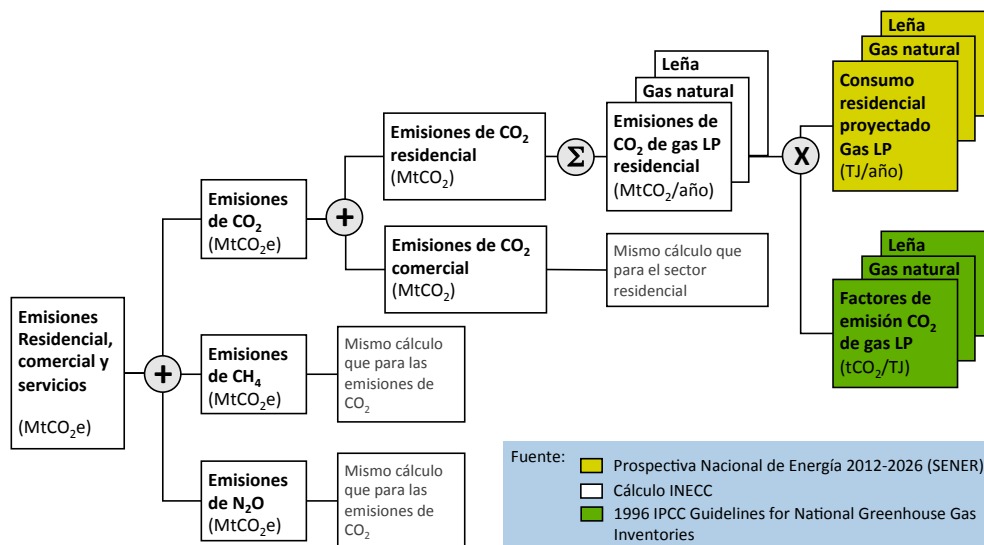 Leña
Gas natural
Consumo
residencial
proyectado
Gas LP
(TJ/año)
Leña
Gas natural
Emisiones de
CO₂ de gas LP
residencial
(MtCO₂/año)
Emisiones de CO₂
residencial
(MtCO₂)
Σ
X
Emisiones
de CO₂
(MtCO₂e)
+
Emisiones de CO₂
comercial
(MtCO₂)
Mismo cálculo que
para el sector
residencial
Leña
Gas natural
Factores de
emisión CO₂
de gas LP
(tCO₂/TJ)
Emisiones
Residencial,
comercial y
servicios
(MtCO₂e)
+
Emisiones
de CH₄
(MtCO₂e)
Mismo cálculo
que para las
emisiones de
CO₂
Emisiones
de N₂O
(MtCO₂e)
Mismo cálculo
que para las
emisiones de
CO₂
Fuente:
Prospectiva Nacional de Energía 2012-2026 (SENER)
Cálculo INECC
1996 IPCC Guidelines for National Greenhouse Gas
Inventories